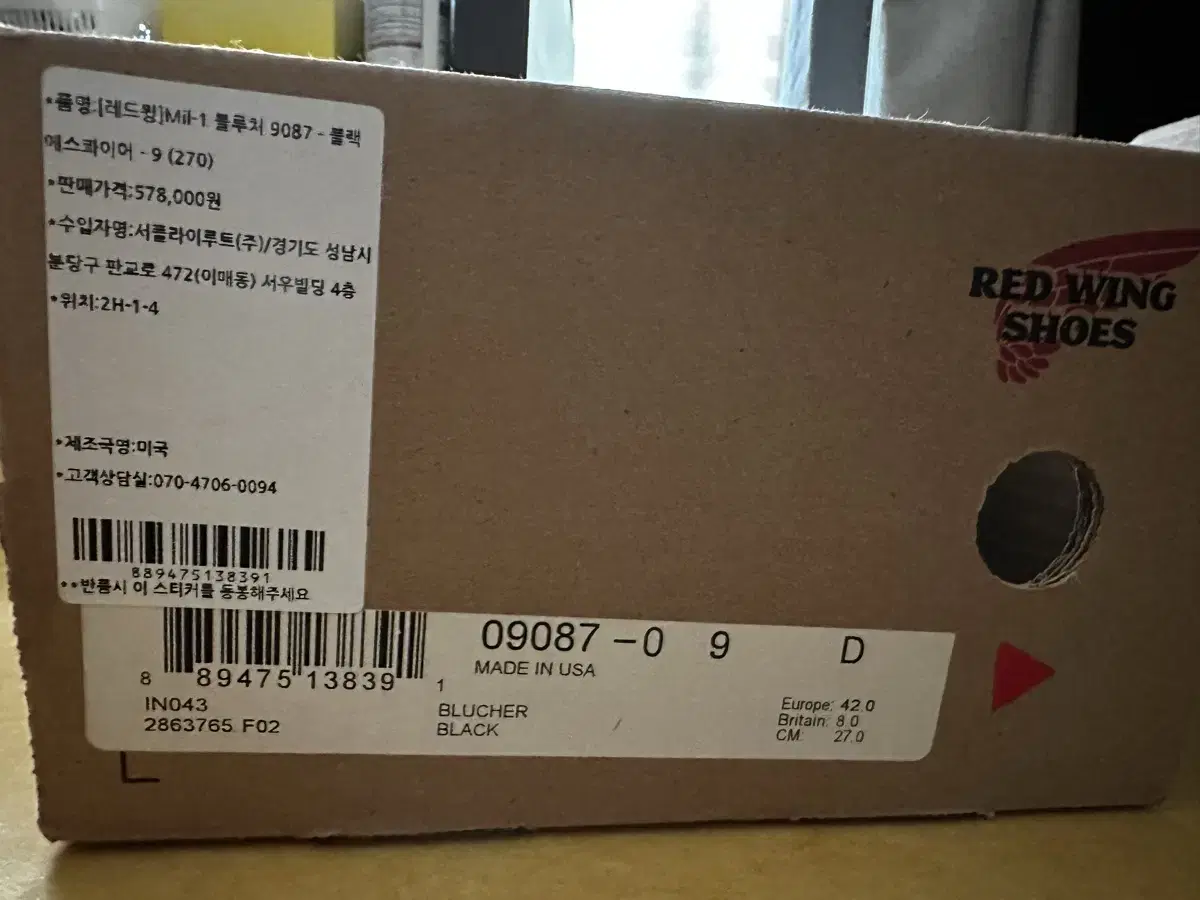 *품명:[레드윙]Mil-1 블루처 9087 - 블랙
에스콰이어 - 9 (270)
*판매가격:578,000원
*수입자명:서플라이루트(주)/경기도 성남시
분당구 판교로 472(이매동) 서우빌딩 4층
*위치:2H-1-4
*제조국명:미국
*고객상담실:070-4706-0094
889475138391
**반품시 이 스티커를 동봉해주세요
RED WING
SHOES
09087-0 9 D
MADE IN USA
8 89475 13839 1
IN043
2863765 F02
BLUCHER
BLACK
Europe: 42.0
Britain: 8.0
CM: 27.0